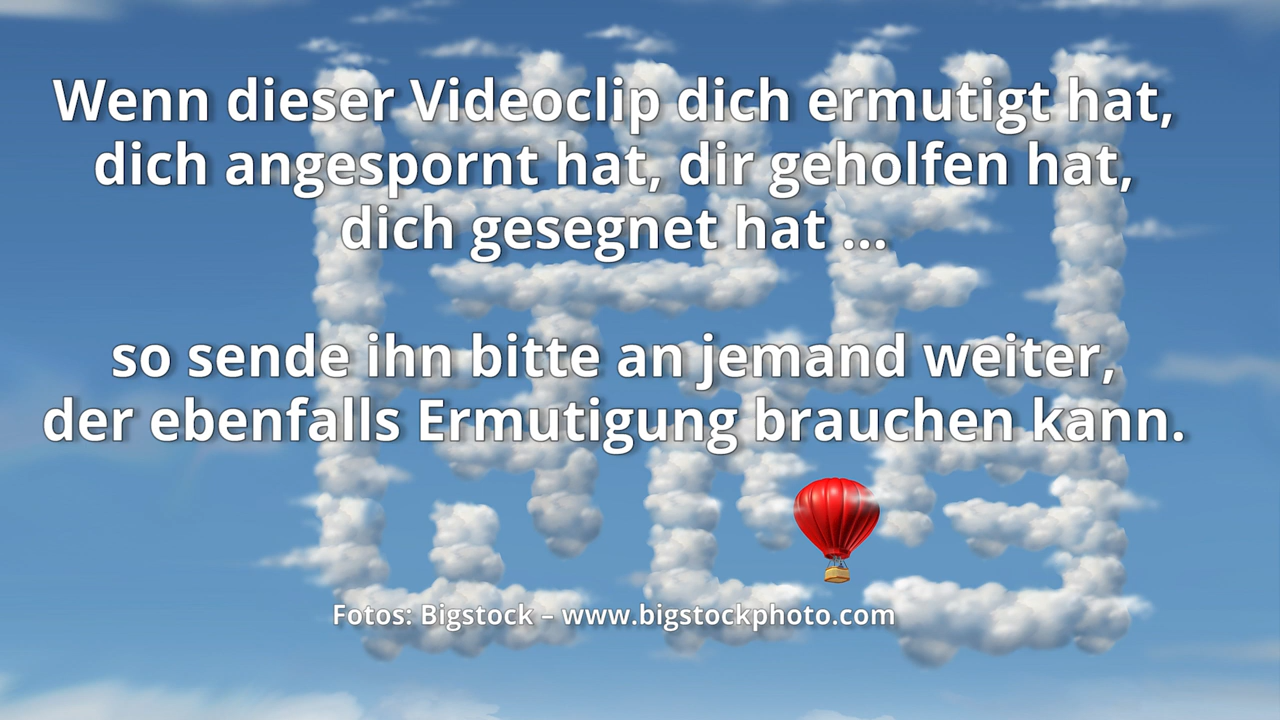 Wenn dieser Videoclip dich ermutigt hat,
dich angespornt hat, dir geholfen hat,
dich gesegnet hat ...
so sende ihn bitte an jemand weiter,
der ebenfalls Ermutigung brauchen kann.
Fotos: Bigstock – www.bigstockphoto.com